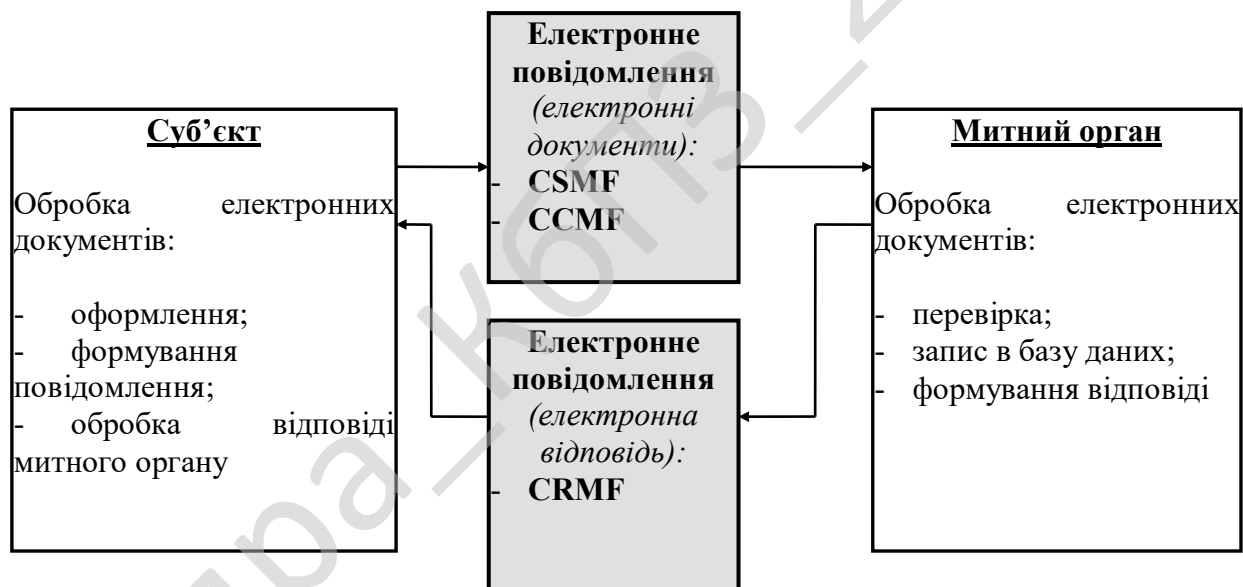 Суб’єкт
Обробка електронних
документів:
- оформлення;
- формування
повідомлення;
- обробка відповіді
митного органу
Електронне
повідомлення
(електронні
документи):
- CSMF
- CCMF
Електронне
повідомлення
(електронна
відповідь):
- CRMF
Митний орган
Обробка електронних
документів:
- перевірка;
- запис в базу даних;
- формування відповіді